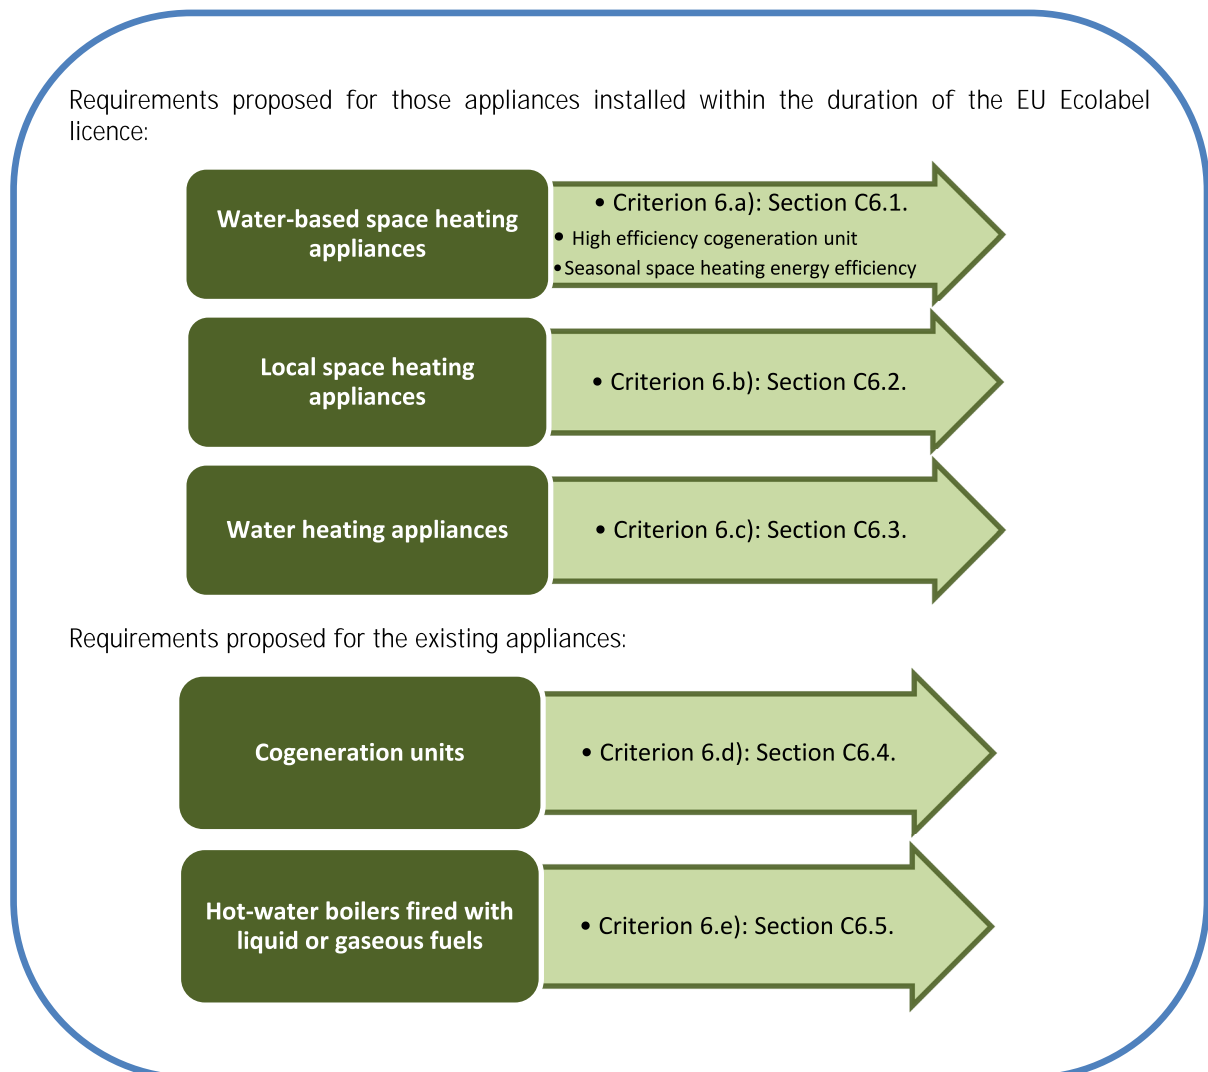 Requirements proposed for those appliances installed within the duration of the EU Ecolabel
licence:
Water-based space heating
appliances
• Criterion 6.a): Section C6.1.
• High efficiency cogeneration unit
•Seasonal space heating energy efficiency
Local space heating
appliances
• Criterion 6.b): Section C6.2.
Water heating appliances
• Criterion 6.c): Section C6.3.
Requirements proposed for the existing appliances:
Cogeneration units
• Criterion 6.d): Section C6.4.
Hot-water boilers fired with
liquid or gaseous fuels
• Criterion 6.e): Section C6.5.